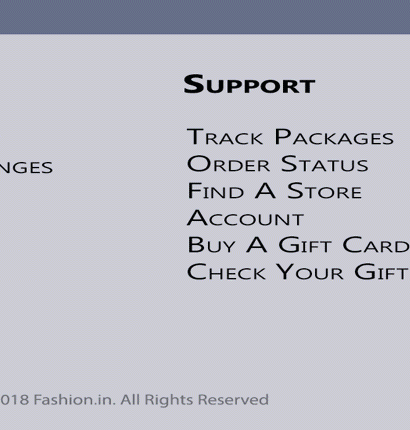 Support
Track Packages
nges
Order Status
Find A Store
Account
Buy A Gift Card
Check Your Gift
018 Fashion.in. All Rights Reserved